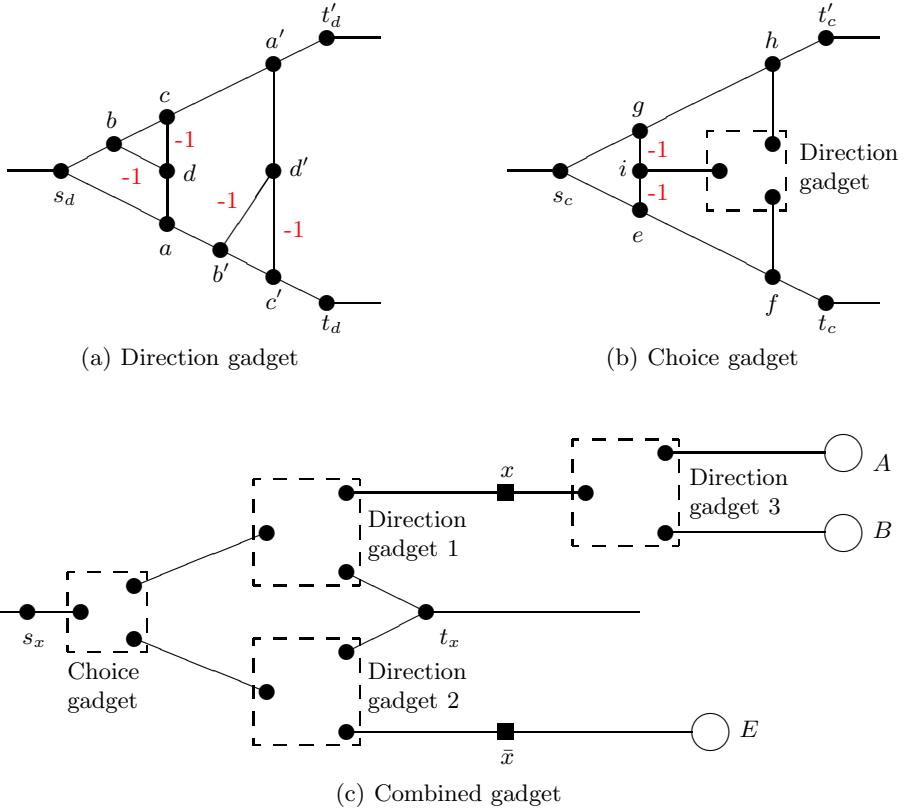 t′_d
a′
c
b
-1
-1
d
d′
s_d
-1
-1
a
b′
c′
t_d
(a) Direction gadget
t′_c
h
g
-1
i
Direction
gadget
s_c
-1
e
f
t_c
(b) Choice gadget
A
x
Direction
gadget 3
B
Direction
gadget 1
s_x
t_x
Choice
gadget
Direction
gadget 2
E
x̄
(c) Combined gadget